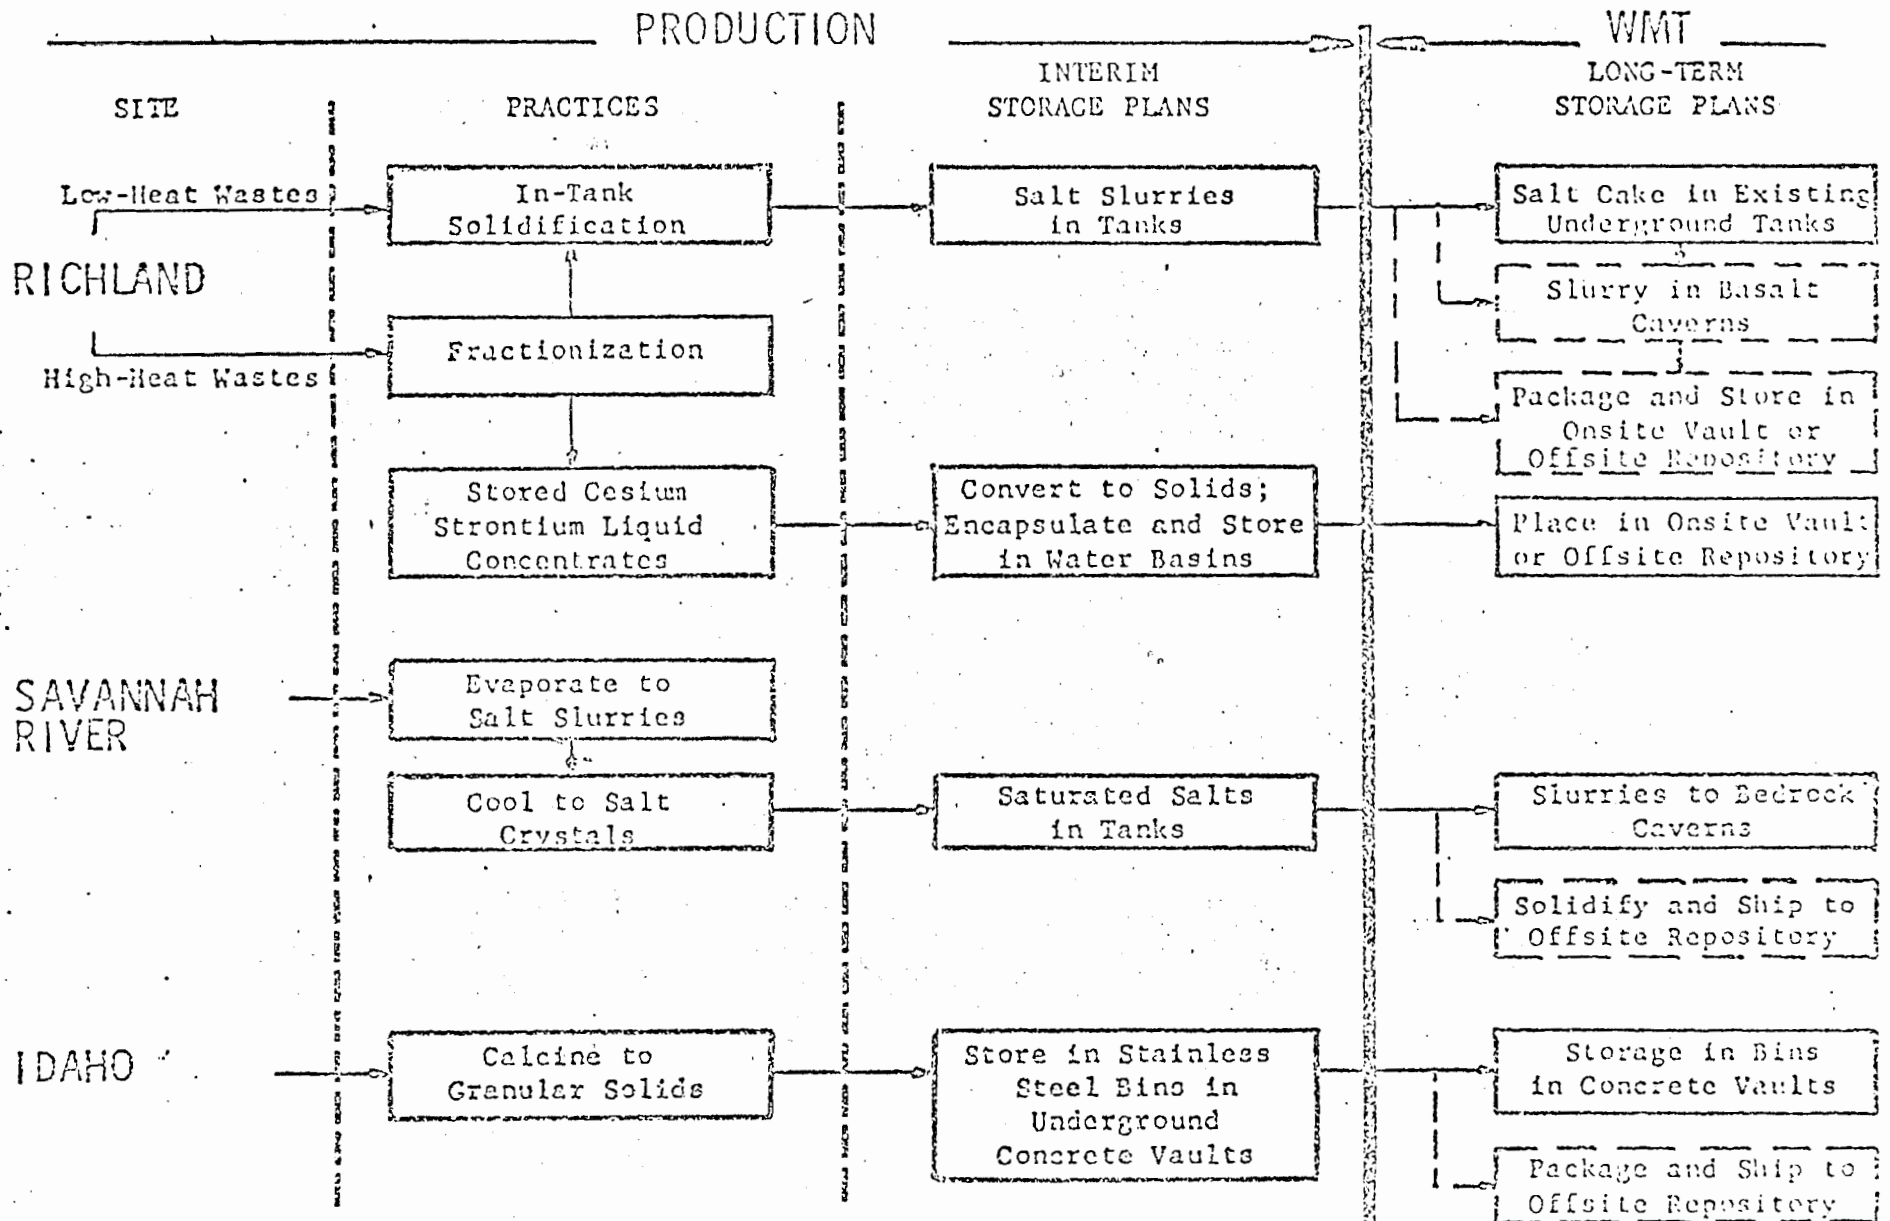 PRODUCTION
WMT
SITE
PRACTICES
INTERIM
STORAGE PLANS
LONG-TERM
STORAGE PLANS
Low-Heat Wastes
RICHLAND
High-Heat Wastes
In-Tank
Solidification
Salt Slurries
in Tanks
Salt Cake in Existing
Underground Tanks
Slurry in Basalt
Caverns
Fractionization
Package and Store in
Onsite Vault or
Offsite Repository
Stored Cesium
Strontium Liquid
Concentrates
Convert to Solids;
Encapsulate and Store
in Water Basins
Place in Onsite Vault
or Offsite Repository
SAVANNAH
RIVER
Evaporate to
Salt Slurries
Cool to Salt
Crystals
Saturated Salts
in Tanks
Slurries to Bedrock
Caverns
Solidify and Ship to
Offsite Repository
IDAHO
Calcine to
Granular Solids
Store in Stainless
Steel Bins in
Underground
Concrete Vaults
Storage in Bins
in Concrete Vaults
Package and Ship to
Offsite Repository